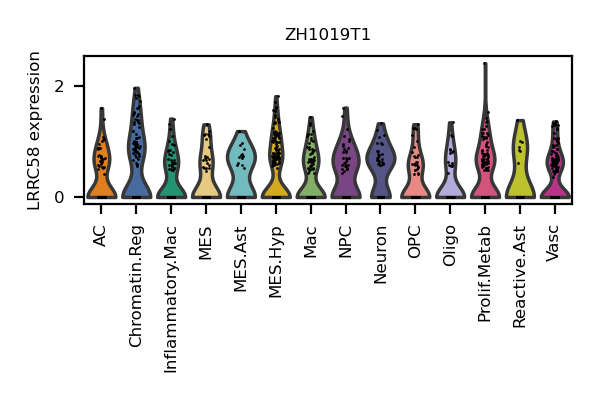 ZH1019T1
LRRC58 expression
2
0
AC
Chromatin.Reg
Inflammatory.Mac
MES
MES.Ast
MES.Hyp
Mac
NPC
Neuron
OPC
Oligo
Prolif.Metab
Reactive.Ast
Vasc